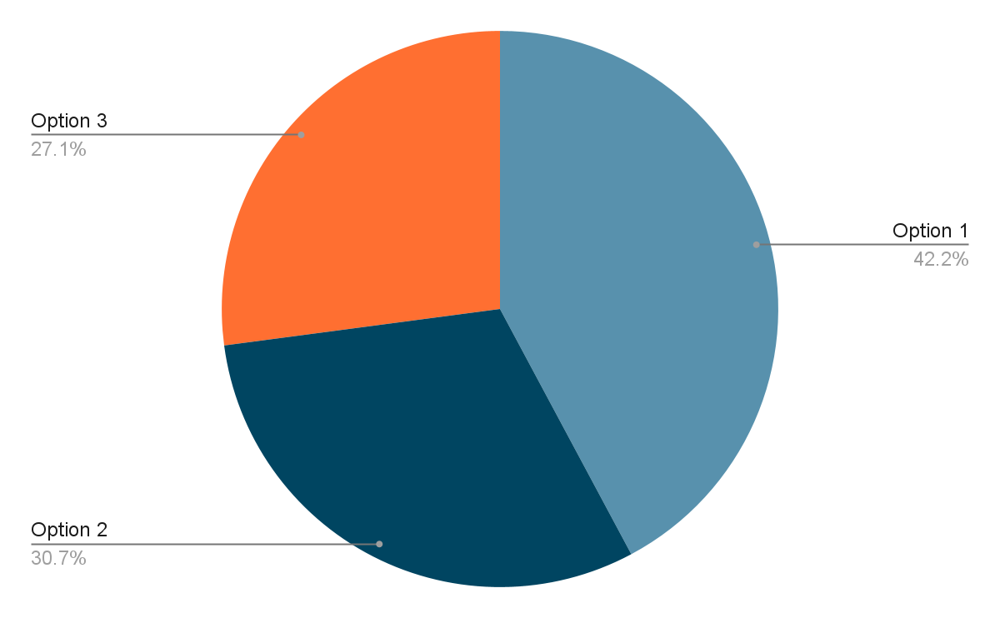 Option 3
27.1%
Option 1
42.2%
Option 2
30.7%